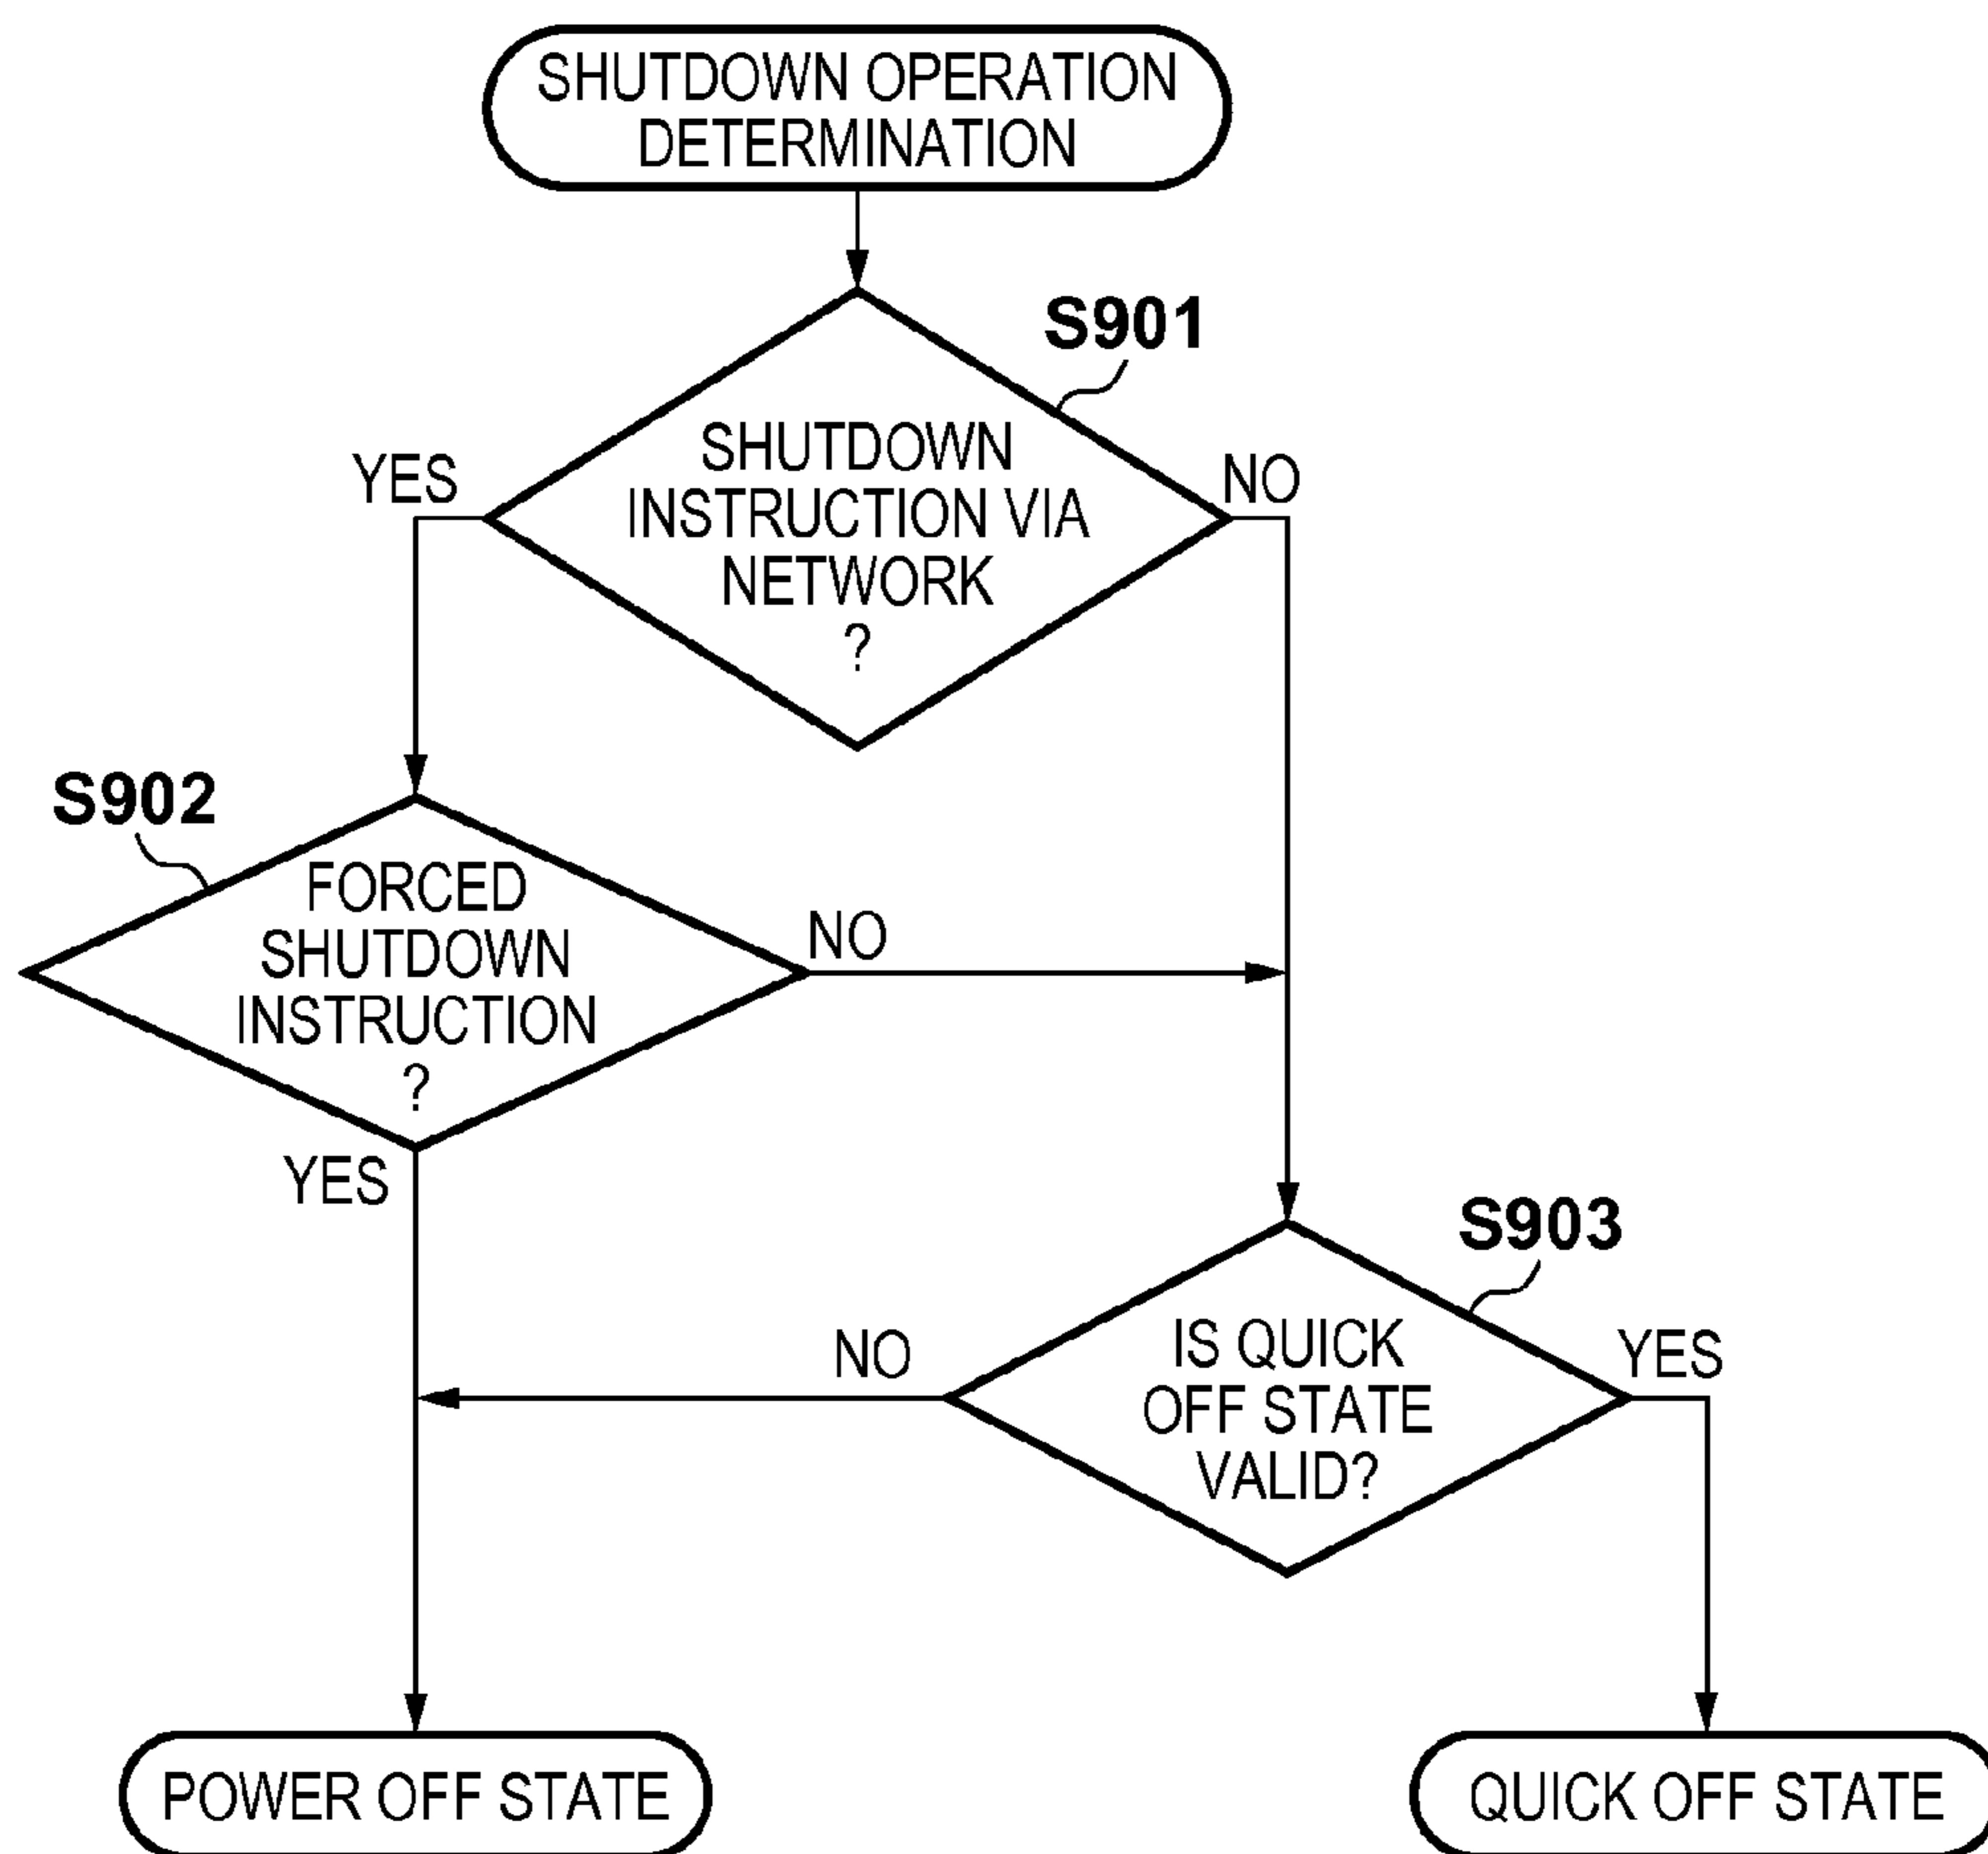 SHUTDOWN OPERATION
DETERMINATION
S901
SHUTDOWN
INSTRUCTION VIA
NETWORK
?
YES
NO
S902
FORCED
SHUTDOWN
INSTRUCTION
?
NO
YES
S903
IS QUICK
OFF STATE
VALID?
NO
YES
POWER OFF STATE
QUICK OFF STATE